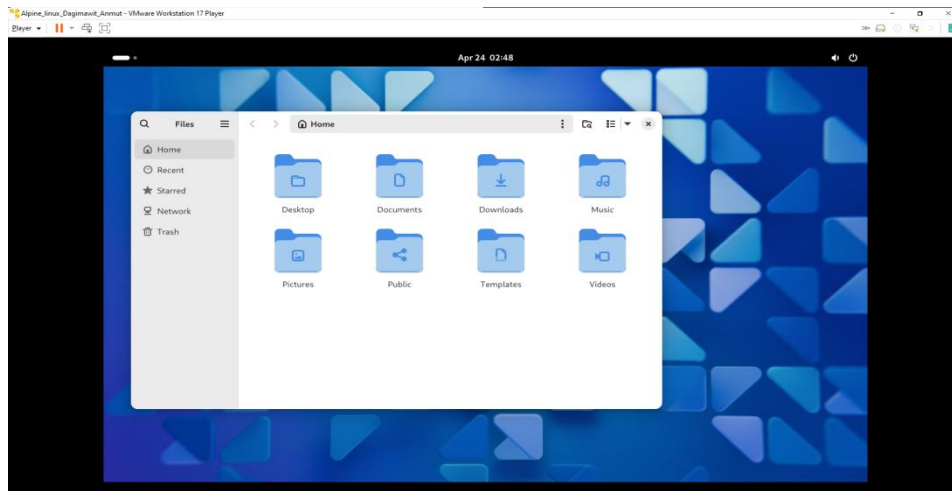 Alpine_linux_Dagimawit_Anmut - VMware Workstation 17 Player
Player
Apr 24 02:48
Files
Home
Home
Recent
Starred
Network
Trash
Desktop Documents Downloads Music
Pictures Public Templates Videos